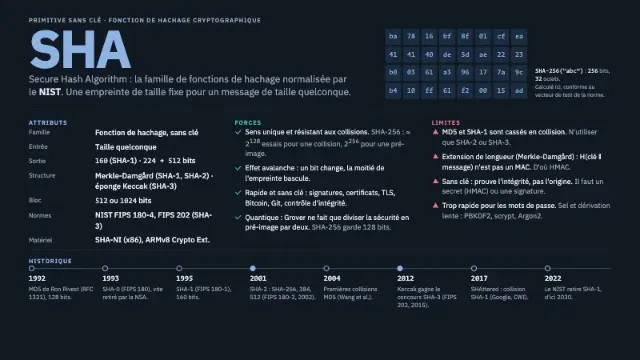 PRIMITIVE SANS CLÉ · FONCTION DE HACHAGE CRYPTOGRAPHIQUE
SHA
Secure Hash Algorithm : la famille de fonctions de hachage normalisée par
le NIST. Une empreinte de taille fixe pour un message de taille quelconque.
ba 78 16 bf 8f 01 cf ea
41 41 40 de 5d ae 22 23
b0 03 61 a3 96 17 7a 9c
b4 10 ff 61 f2 00 15 ad
SHA-256("abc") : 256 bits,
32 octets.
Calculé ici, conforme au
vecteur de test de la norme.
ATTRIBUTS
Famille Fonction de hachage, sans clé
Entrée Taille quelconque
Sortie 160 (SHA-1) · 224 → 512 bits
Structure Merkle-Damgård (SHA-1, SHA-2) ·
éponge Keccak (SHA-3)
Bloc 512 ou 1024 bits
Normes NIST FIPS 180-4, FIPS 202 (SHA-
3)
Matériel SHA-NI (x86), ARMv8 Crypto Ext.
FORCES
✓ Sens unique et résistant aux collisions. SHA-256 : ≈
2^128 essais pour une collision, 2^256 pour une pré-
image.
✓ Effet avalanche : un bit change, la moitié de
l'empreinte bascule.
✓ Rapide et sans clé : signatures, certificats, TLS,
Bitcoin, Git, contrôle d'intégrité.
✓ Quantique : Grover ne fait que diviser la sécurité en
pré-image par deux. SHA-256 garde 128 bits.
LIMITES
▲ MD5 et SHA-1 sont cassés en collision. N'utiliser
que SHA-2 ou SHA-3.
▲ Extension de longueur (Merkle-Damgård) : H(clé ‖
message) n'est pas un MAC. D'où HMAC.
▲ Sans clé : prouve l'intégrité, pas l'origine. Il faut un
secret (HMAC) ou une signature.
▲ Trop rapide pour les mots de passe. Sel et dérivation
lente : PBKDF2, scrypt, Argon2.
HISTORIQUE
1992
MD5 de Ron Rivest (RFC
1321), 128 bits.
1993
SHA-0 (FIPS 180), vite
retiré par la NSA.
1995
SHA-1 (FIPS 180-1),
160 bits.
2001
SHA-2 : SHA-256, 384,
512 (FIPS 180-2, 2002).
2004
Premières collisions
MD5 (Wang et al.).
2012
Keccak gagne le
concours SHA-3 (FIPS
202, 2015).
2017
SHAttered : collision
SHA-1 (Google, CWI).
2022
Le NIST retire SHA-1,
d'ici 2030.